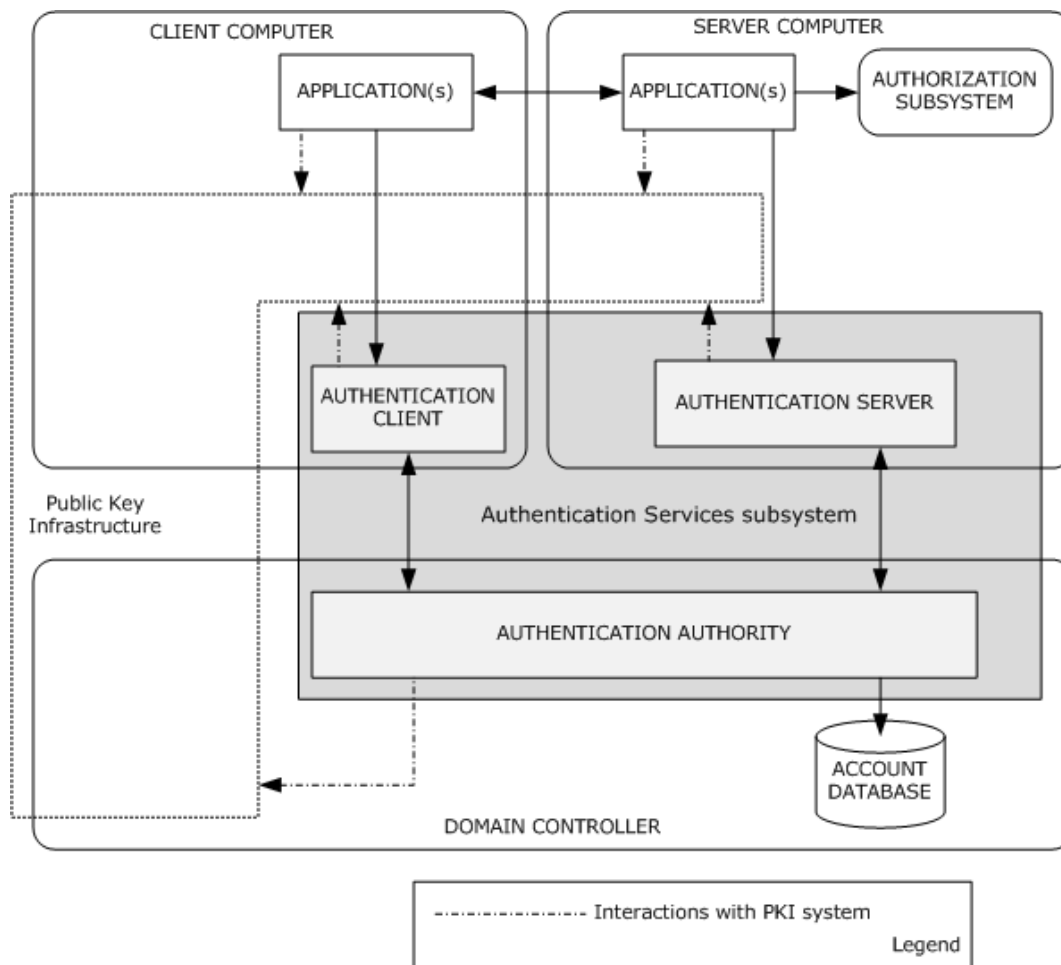 CLIENT COMPUTER
SERVER COMPUTER
APPLICATION(s)
APPLICATION(s)
AUTHORIZATION
SUBSYSTEM
AUTHENTICATION
CLIENT
AUTHENTICATION SERVER
Public Key
Infrastructure
Authentication Services subsystem
AUTHENTICATION AUTHORITY
ACCOUNT
DATABASE
DOMAIN CONTROLLER
Interactions with PKI system
Legend